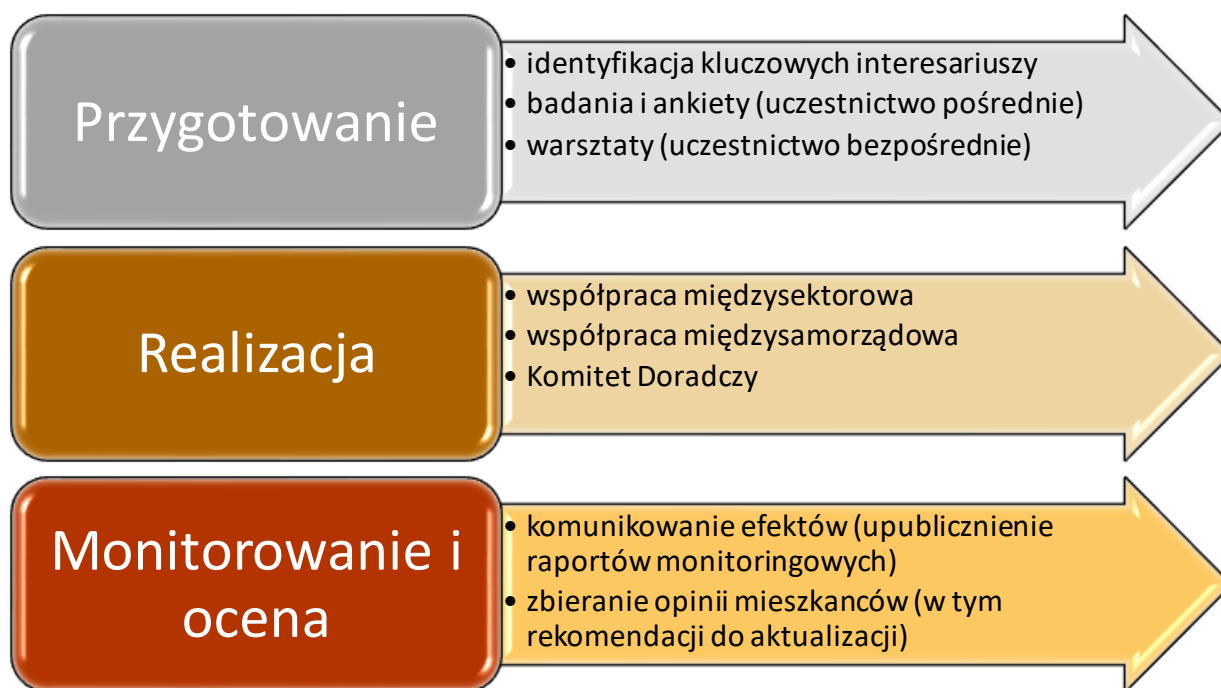 Przygotowanie
• identyfikacja kluczowych interesariuszy
• badania i ankiety (uczestnictwo pośrednie)
• warsztaty (uczestnictwo bezpośrednie)
Realizacja
• współpraca międzysektorowa
• współpraca międzysamorządowa
• Komitet Doradczy
Monitorowanie i
ocena
• komunikowanie efektów (upublicznienie
raportów monitoringowych)
• zbieranie opinii mieszkanców (w tym
rekomendacji do aktualizacji)